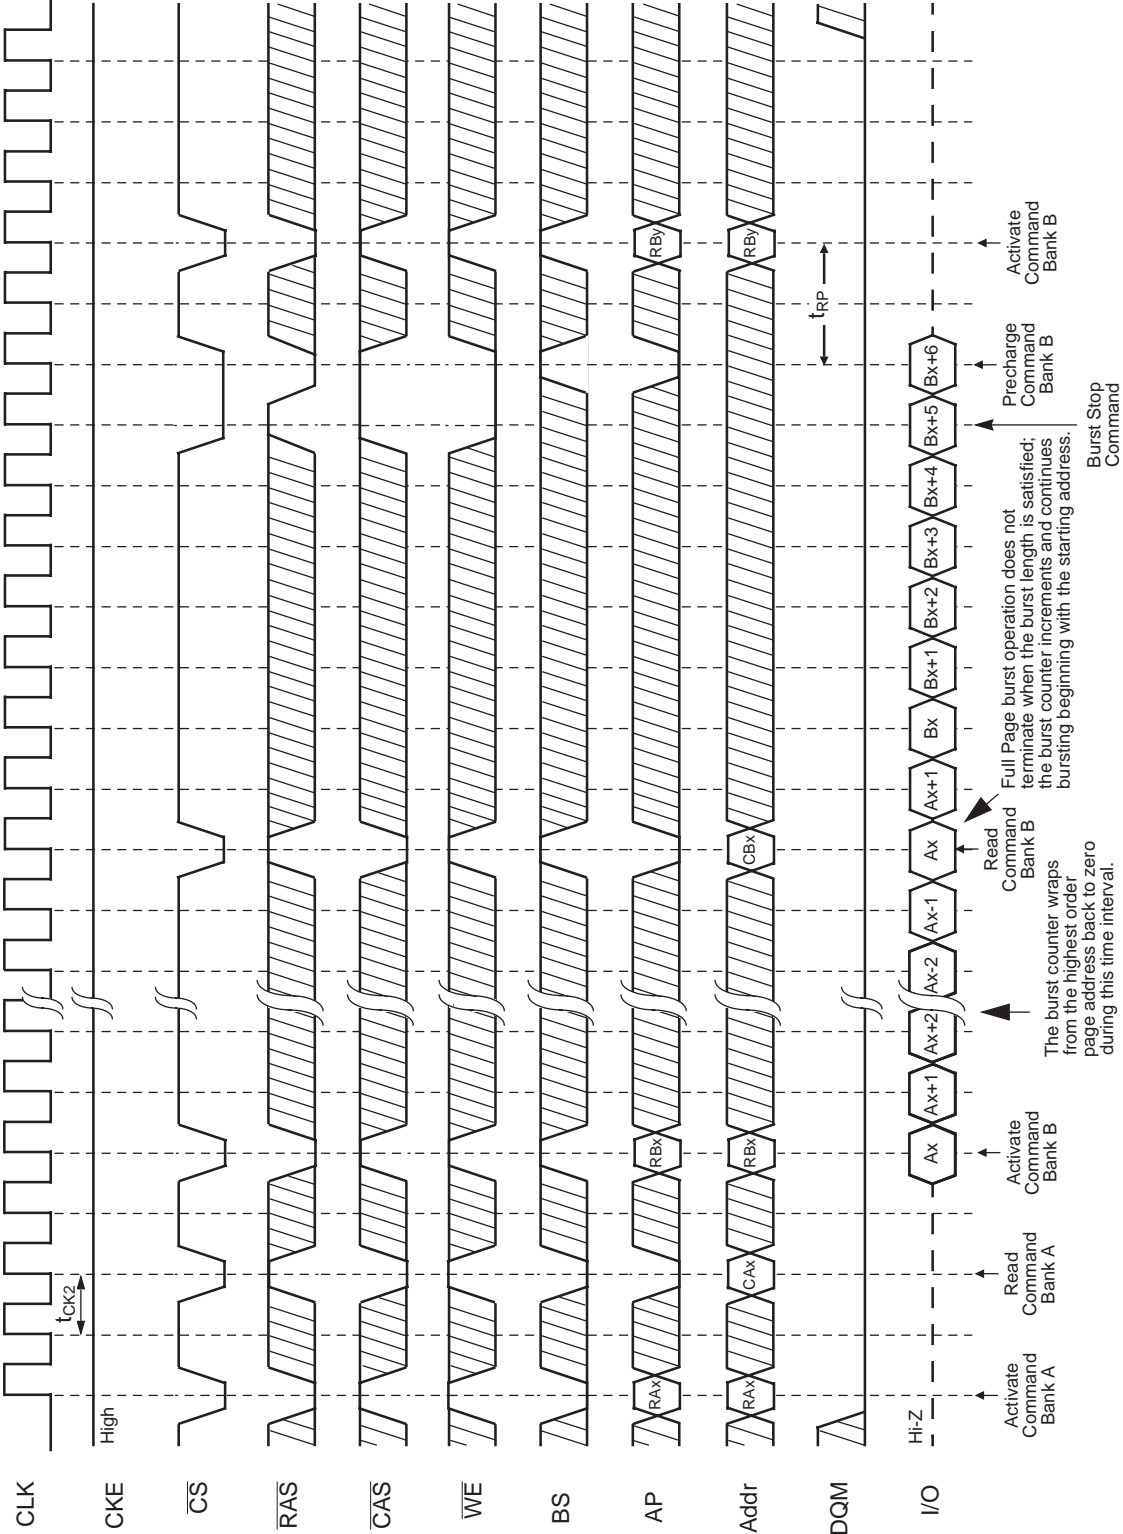 CLK
tCK2
CKE
High
CS
RAS
CAS
WE
BS
AP
RAx
RBx
RBy
Addr
RAx
CAx
RBx
CBx
RBy
tRP
DQM
I/O
Hi-Z
Ax
Ax+1
Ax+2
Ax-2
Ax-1
Ax
Ax+1
Bx
Bx+1
Bx+2
Bx+3
Bx+4
Bx+5
Bx+6
Activate
Command
Bank A
Read
Command
Bank A
Activate
Command
Bank B
The burst counter wraps
from the highest order
page address back to zero
during this time interval.
Read
Command
Bank B
Full Page burst operation does not
terminate when the burst length is satisfied;
the burst counter increments and continues
bursting beginning with the starting address.
Burst Stop
Command
Precharge
Command
Bank B
Activate
Command
Bank B